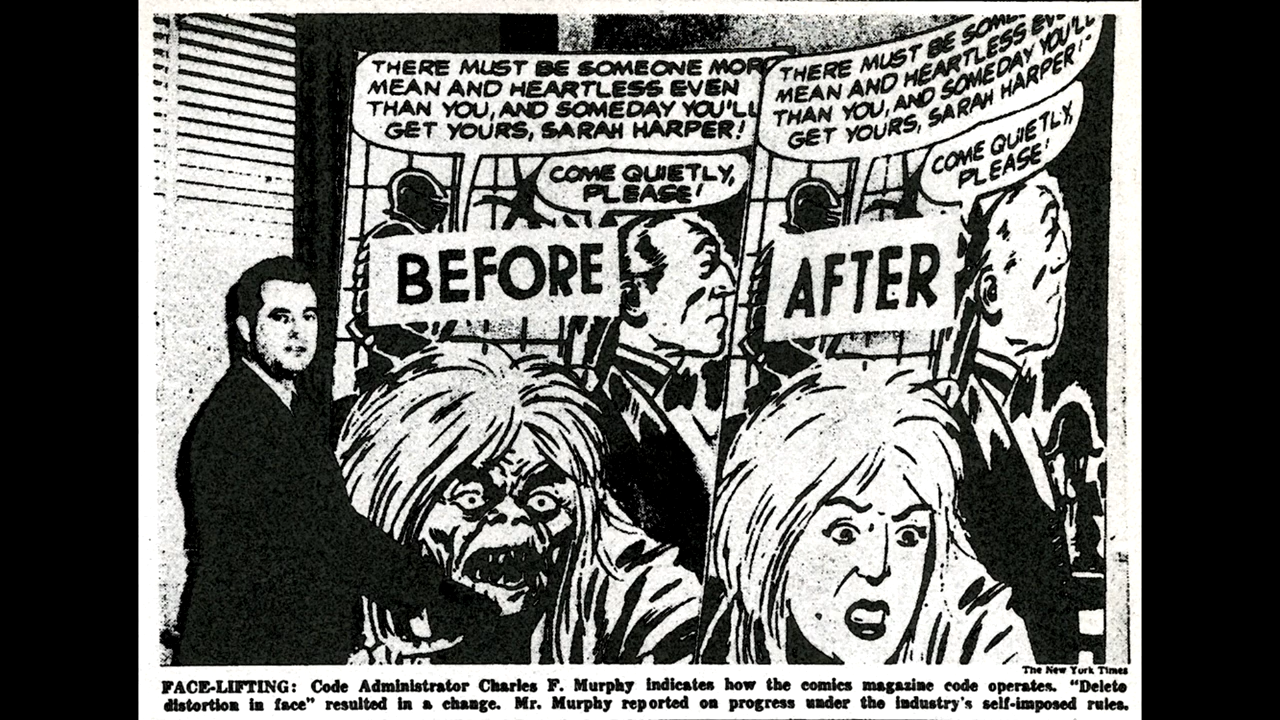 THERE MUST BE SOMEONE MORE
MEAN AND HEARTLESS EVEN
THAN YOU, AND SOMEDAY YOU'LL
GET YOURS, SARAH HARPER!
COME QUIETLY,
PLEASE!
BEFORE
THERE MUST BE
MEAN AND HEARTLESS
THAN YOU, AND SOMEDAY YOU'LL
GET YOURS, SARAH HARPER!
COME QUIETLY,
PLEASE!
AFTER
The New York Times
FACE-LIFTING: Code Administrator Charles F. Murphy indicates how the comics magazine code operates. “Delete
distortion in face” resulted in a change. Mr. Murphy reported on progress under the industry's self-imposed rules.